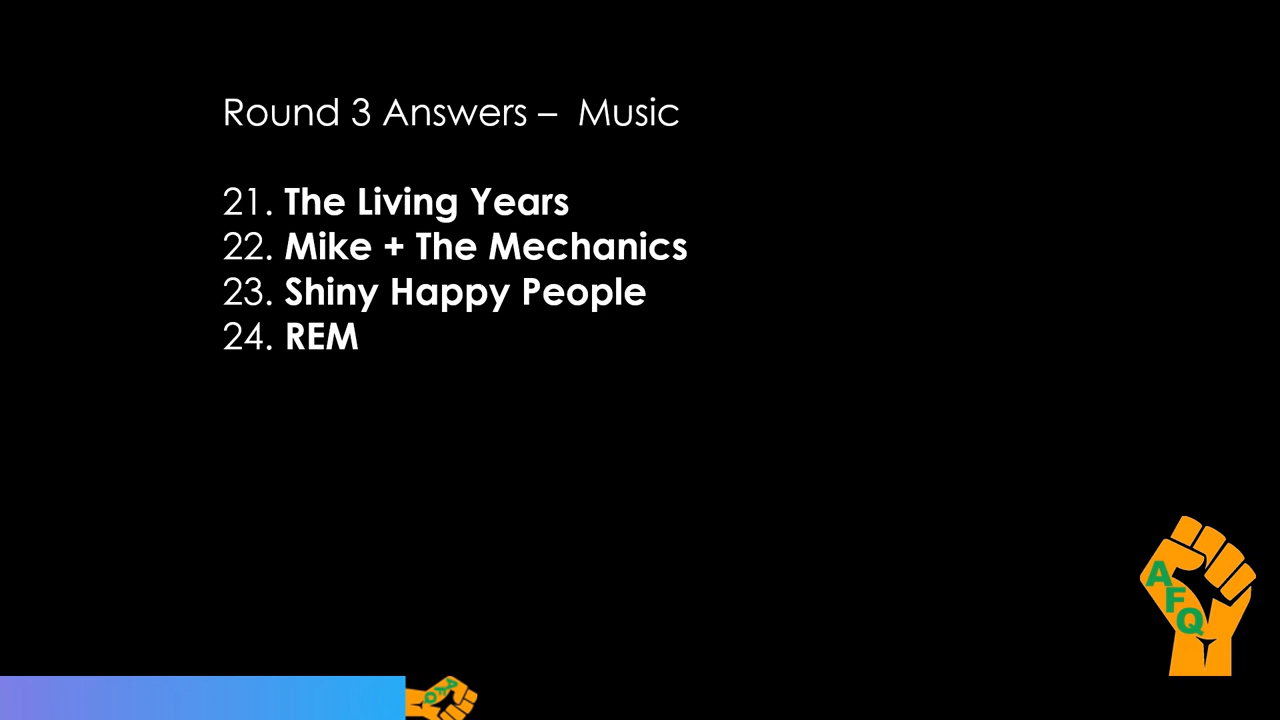 Round 3 Answers –  Music
21. The Living Years
22. Mike + The Mechanics
23. Shiny Happy People
24. REM
A
F
Q
AFQ